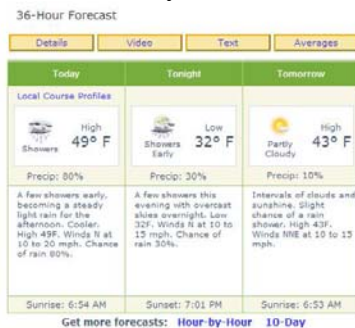 36-Hour Forecast
Details Video Text Averages
Today Tonight Tomorrow
Local Course Profiles
Showers High 49° F
Showers Early Low 32° F
Partly Cloudy High 43° F
Precip: 80% Precip: 30% Precip: 10%
A few showers early,
becoming a steady
light rain for the
afternoon. Cooler.
High 49F. Winds N at
10 to 20 mph. Chance
of rain 80%.
A few showers this
evening with overcast
skies overnight. Low
32F. Winds N at 10 to
15 mph. Chance of
rain 30%.
Intervals of clouds and
sunshine. Slight
chance of a rain
shower. High 43F.
Winds NNE at 10 to 15
mph.
Sunrise: 6:54 AM Sunset: 7:01 PM Sunrise: 6:53 AM
Get more forecasts: Hour-by-Hour 10-Day